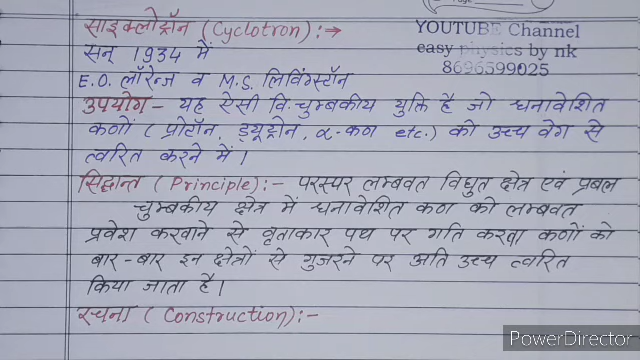 साइक्लोट्रॉन (Cyclotron):→
YOUTUBE Channel
easy physics by nk
8696599025
सन् 1934 में
E.O. लॉरेन्ज व M.S. लिविंग्स्टॉन
उपयोग - यह ऐसी वि.चुम्बकीय युक्ति है जो धनावेशित
कणों (प्रोटॉन, ड्यूट्रोन, α-कण etc.) को उच्च वेग से
त्वरित करने में।
सिद्धान्त (Principle):- परस्पर लम्बवत विद्युत क्षेत्र एवं प्रबल
चुम्बकीय क्षेत्र में धनावेशित कण को लम्बवत
प्रवेश करवाने से वृताकार पथ पर गति करवा कणों को
बार-बार इन क्षेत्रों से गुजरने पर अति उच्च त्वरित
किया जाता है।
रचना (Construction):-
PowerDirector